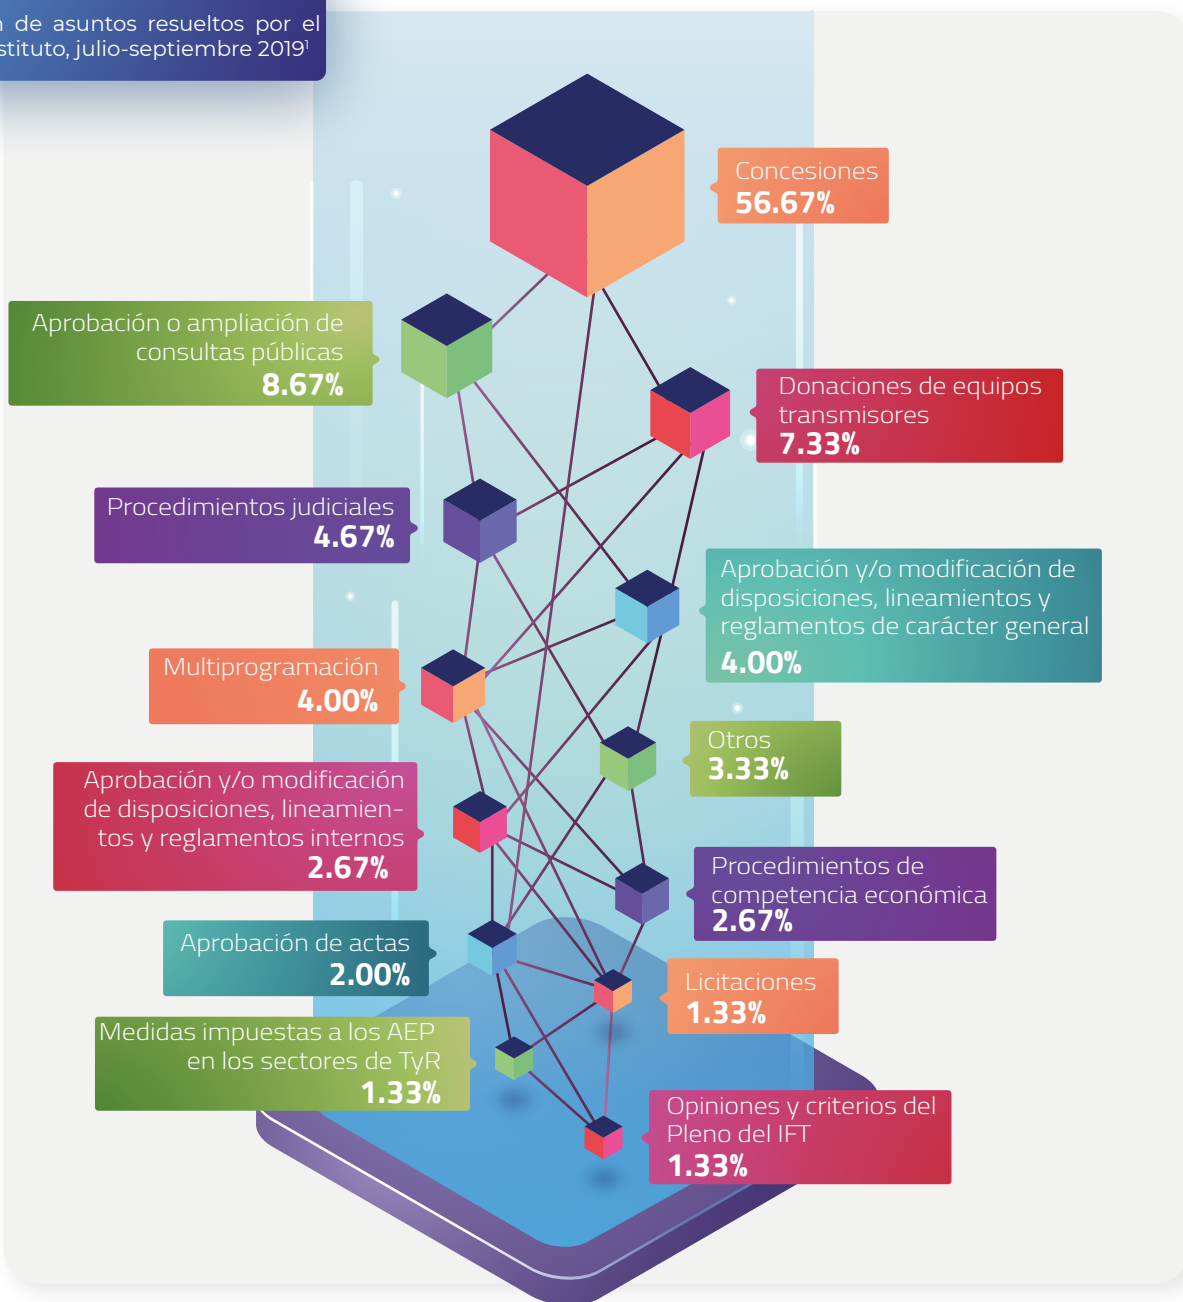 de asuntos resueltos por el
stituto, julio-septiembre 2019¹
Concesiones
56.67%
Aprobación o ampliación de
consultas públicas
8.67%
Donaciones de equipos
transmisores
7.33%
Procedimientos judiciales
4.67%
Aprobación y/o modificación de
disposiciones, lineamientos y
reglamentos de carácter general
4.00%
Multiprogramación
4.00%
Otros
3.33%
Aprobación y/o modificación
de disposiciones, lineamien-
tos y reglamentos internos
2.67%
Procedimientos de
competencia económica
2.67%
Aprobación de actas
2.00%
Licitaciones
1.33%
Medidas impuestas a los AEP
en los sectores de TyR
1.33%
Opiniones y criterios del
Pleno del IFT
1.33%